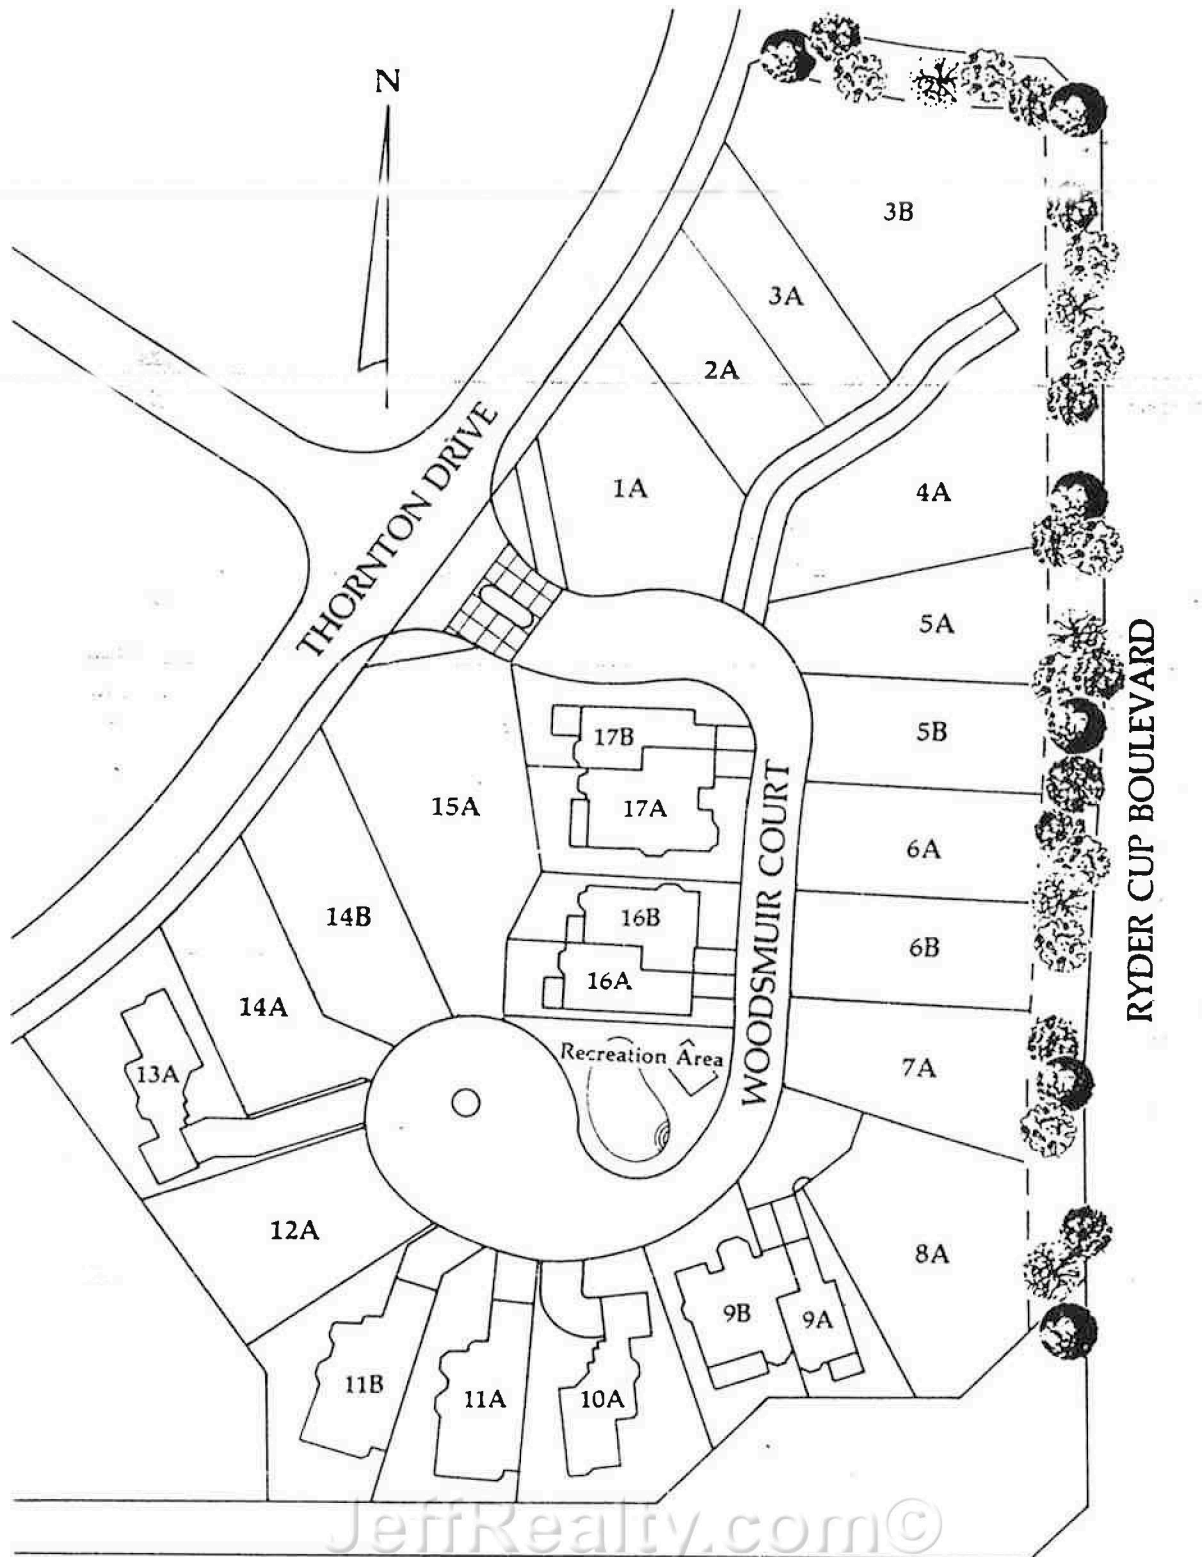 N
3B
3A
2A
1A
4A
THORNTON DRIVE
5A
5B
17B
17A
15A
WOODSMUIR COURT
RYDER CUP BOULEVARD
6A
16B
14B
6B
16A
14A
Recreation Area
7A
13A
12A
8A
9B
9A
11B
11A
10A
JeffRealty.com©